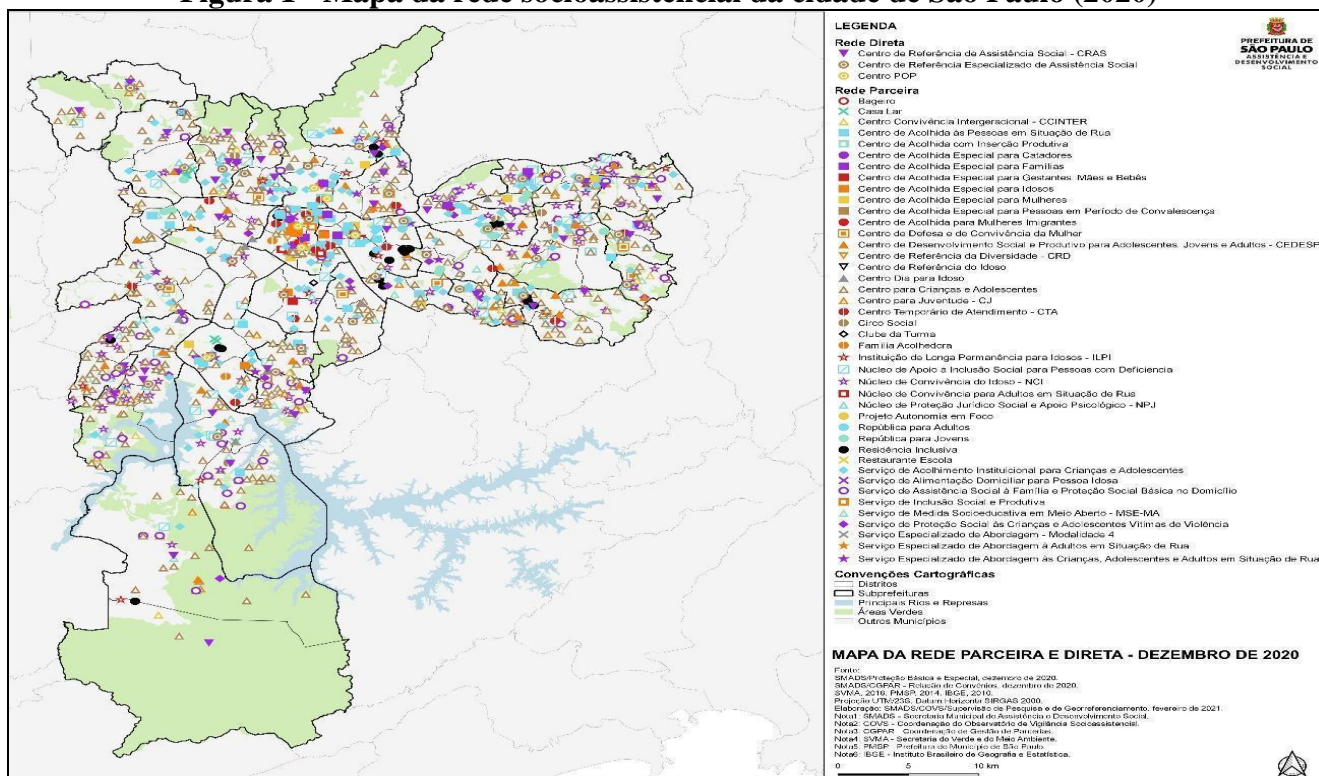 Figura 1 - Mapa da rede socioassistencial da cidade de São Paulo (2020)
LEGENDA
PREFEITURA DE
SÃO PAULO
ASSISTÊNCIA E
DESENVOLVIMENTO
SOCIAL
Rede Direta
Centro de Referência de Assistência Social - CRAS
Centro de Referência Especializado de Assistência Social
Centro POP
Rede Parceira
Bagageiro
Casa Lar
Centro Convivência Intergeracional - CCINTER
Centro de Acolhida às Pessoas em Situação de Rua
Centro de Acolhida com Inserção Produtiva
Centro de Acolhida Especial para Catadores
Centro de Acolhida Especial para Famílias
Centro de Acolhida Especial para Gestantes, Mães e Bebês
Centro de Acolhida Especial para Idosos
Centro de Acolhida Especial para Mulheres
Centro de Acolhida Especial para Pessoas em Período de Convalescença
Centro de Acolhida para Mulheres Imigrantes
Centro de Defesa e de Convivência da Mulher
Centro de Desenvolvimento Social e Produtivo para Adolescentes, Jovens e Adultos - CEDESP
Centro de Referência da Diversidade - CRD
Centro de Referência do Idoso
Centro Dia para Idoso
Centro para Crianças e Adolescentes
Centro para Juventude - CJ
Centro Temporário de Atendimento - CTA
Circo Social
Clube da Turma
Família Acolhedora
Instituição de Longa Permanência para Idosos - ILPI
Núcleo de Apoio a Inclusão Social para Pessoas com Deficiencia
Núcleo de Convivência do Idoso - NCI
Núcleo de Convivência para Adultos em Situação de Rua
Núcleo de Proteção Jurídico Social e Apoio Psicológico - NPJ
Projeto Autonomia em Foco
República para Adultos
República para Jovens
Residência Inclusiva
Restaurante Escola
Serviço de Acolhimento Instituicional para Crianças e Adolescentes
Serviço de Alimentação Domiciliar para Pessoa Idosa
Serviço de Assistência Social à Família e Proteção Social Básica no Domicílio
Serviço de Inclusão Social e Produtiva
Serviço de Medida Socioeducativa em Meio Aberto - MSE-MA
Serviço de Proteção Social às Crianças e Adolescentes Vítimas de Violência
Serviço Especializado de Abordagem - Modalidade 4
Serviço Especializado de Abordagem à Adultos em Situação de Rua
Serviço Especializado de Abordagem às Crianças, Adolescentes e Adultos em Situação de Rua
Convenções Cartográficas
Distritos
Subprefeituras
Principais Rios e Represas
Áreas Verdes
Outros Municípios
MAPA DA REDE PARCEIRA E DIRETA - DEZEMBRO DE 2020
Fonte:
SMADS/Proteção Básica e Especial, dezembro de 2020.
SMADS/CGPAR - Relação de Convênios, dezembro de 2020.
SVMA, 2016, PMSP, 2014, IBGE, 2010.
Projeção UTM/23S, Datum Horizonte SIRGAS 2000.
Elaboração: SMADS/COVS/Supervisão de Pesquisa e de Georreferenciamento, fevereiro de 2021.
Nota1: SMADS - Secretaria Municipal de Assistência e Desenvolvimento Social.
Nota2: COVS - Coordenação do Observatório de Vigilância Socioassistencial.
Nota3: CGPAR - Coordenação de Gestão de Parcerias.
Nota4: SVMA - Secretaria do Verde e do Meio Ambiente.
Nota5: PMSP - Prefeitura do Município de São Paulo.
Nota6: IBGE - Instituto Brasileiro de Geografia e Estatística.
0 5 10 km